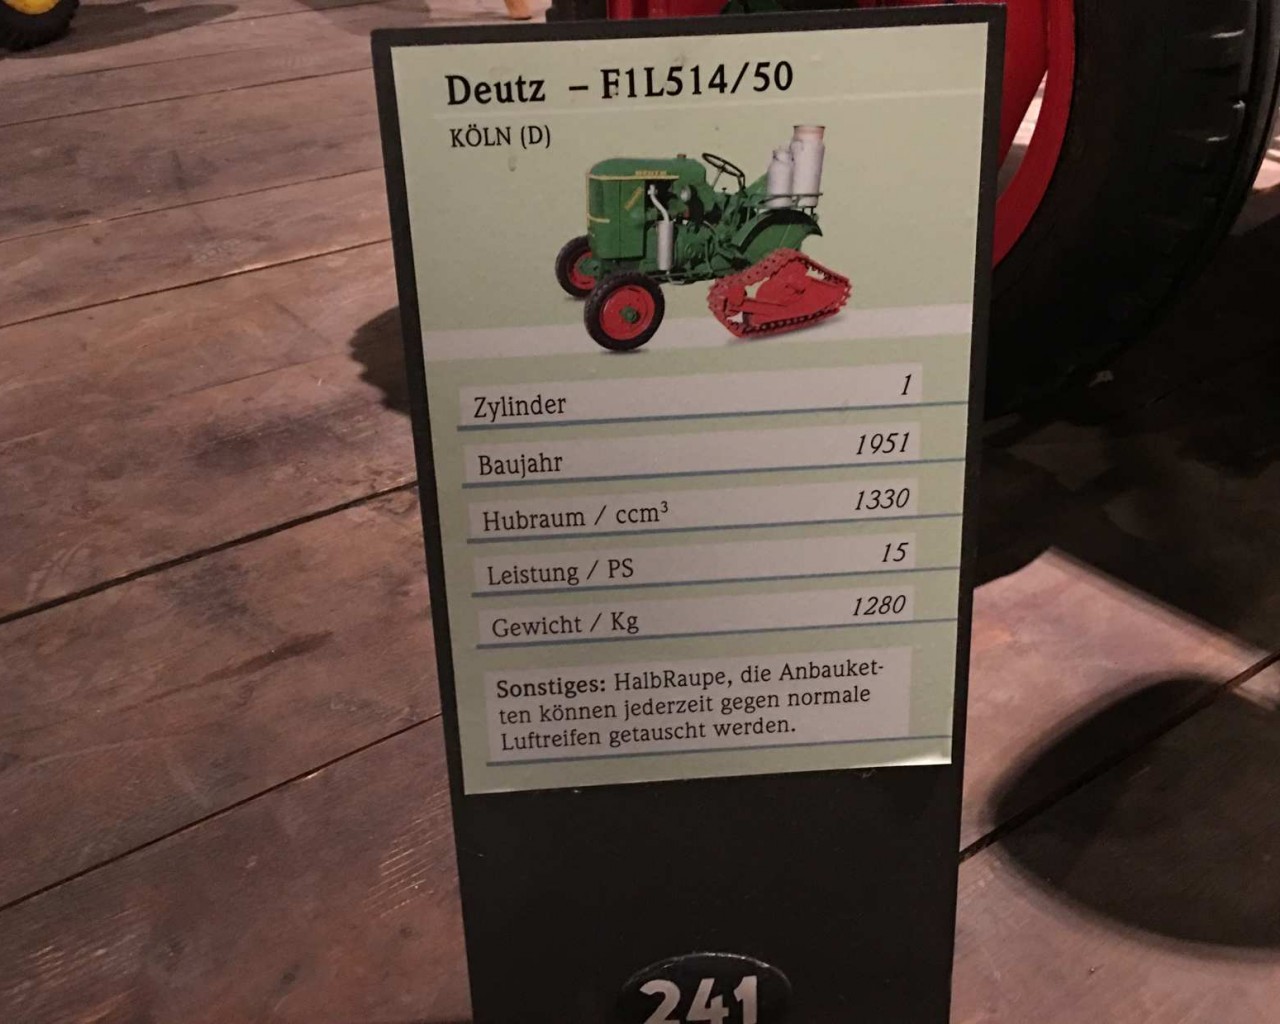 Deutz – F1L514/50
KÖLN (D)
Zylinder 1
Baujahr 1951
Hubraum / ccm³ 1330
Leistung / PS 15
Gewicht / Kg 1280
Sonstiges: HalbRaupe, die Anbauket-
ten können jederzeit gegen normale
Luftreifen getauscht werden.
241